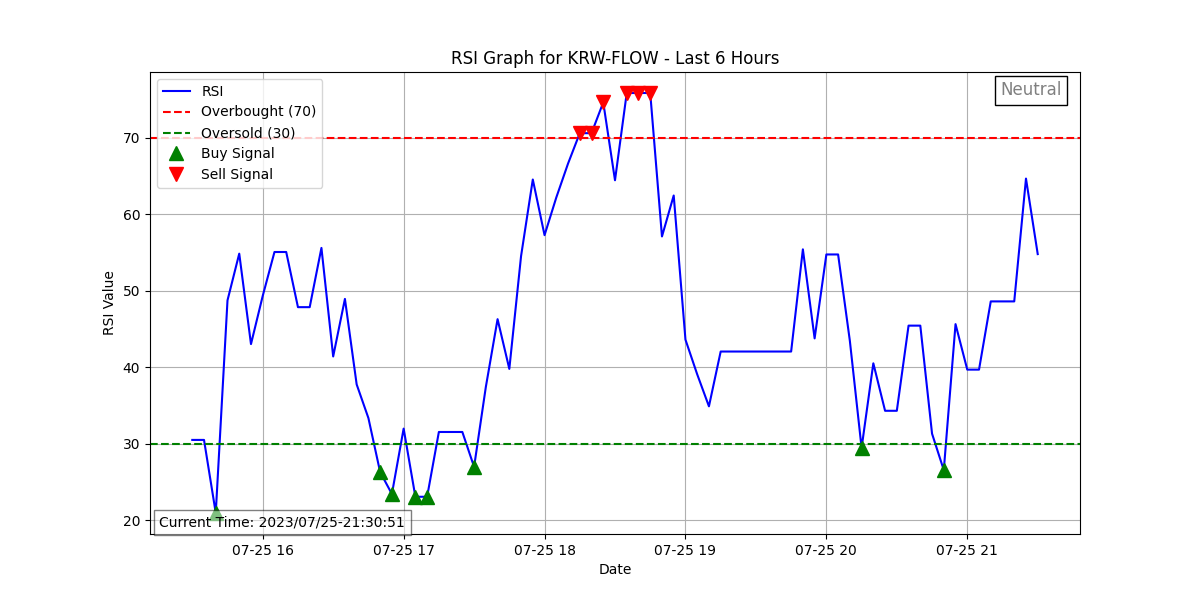 RSI Graph for KRW-FLOW - Last 6 Hours
RSI
Overbought (70)
Oversold (30)
Buy Signal
Sell Signal
Neutral
RSI Value
70
60
50
40
30
20
Current Time: 2023/07/25-21:30:51
07-25 16
07-25 17
07-25 18
07-25 19
07-25 20
07-25 21
Date